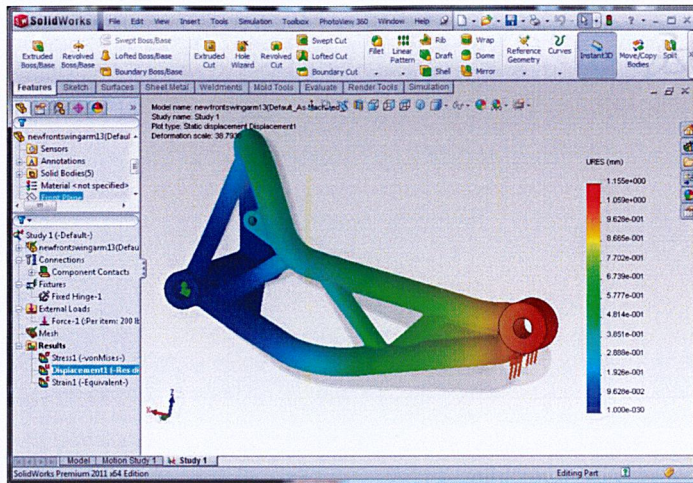 SolidWorks File Edit View Insert Tools Simulation Toolbox PhotoView 360 Window Help
Extruded Boss/Base
Revolved Boss/Base
Swept Boss/Base
Lofted Boss/Base
Boundary Boss/Base
Extruded Cut
Hole Wizard
Revolved Cut
Swept Cut
Lofted Cut
Boundary Cut
Fillet
Linear Pattern
Rib
Draft
Shell
Wrap
Dome
Mirror
Reference Geometry
Curves
Instant3D
Move/Copy Bodies
Split
Features Sketch Surfaces Sheet Metal Weldments Mold Tools Evaluate Render Tools Simulation
newfrontswingarm13(Defaul
Sensors
Annotations
Solid Bodies(5)
Material <not specified>
Front Plane
Study 1 (-Default-)
newfrontswingarm13(Defau
Connections
Component Contacts
Fixtures
Fixed Hinge-1
External Loads
Force-1 (:Per item: 200 lb
Mesh
Results
Stress1 (-vonMises-)
Displacement1 (-Res di
Strain1 (-Equivalent-)
Model name: newfrontswingarm13(Default_As
Study name: Study 1
Plot type: Static displacement Displacement1
Deformation scale: 38.793
URES (mm)
1.155e+000
1.059e+000
9.628e-001
8.665e-001
7.702e-001
6.739e-001
5.777e-001
4.814e-001
3.851e-001
2.888e-001
1.926e-001
9.628e-002
1.000e-030
X
Z
Model Motion Study 1 Study 1
SolidWorks Premium 2011 x64 Edition
Editing Part